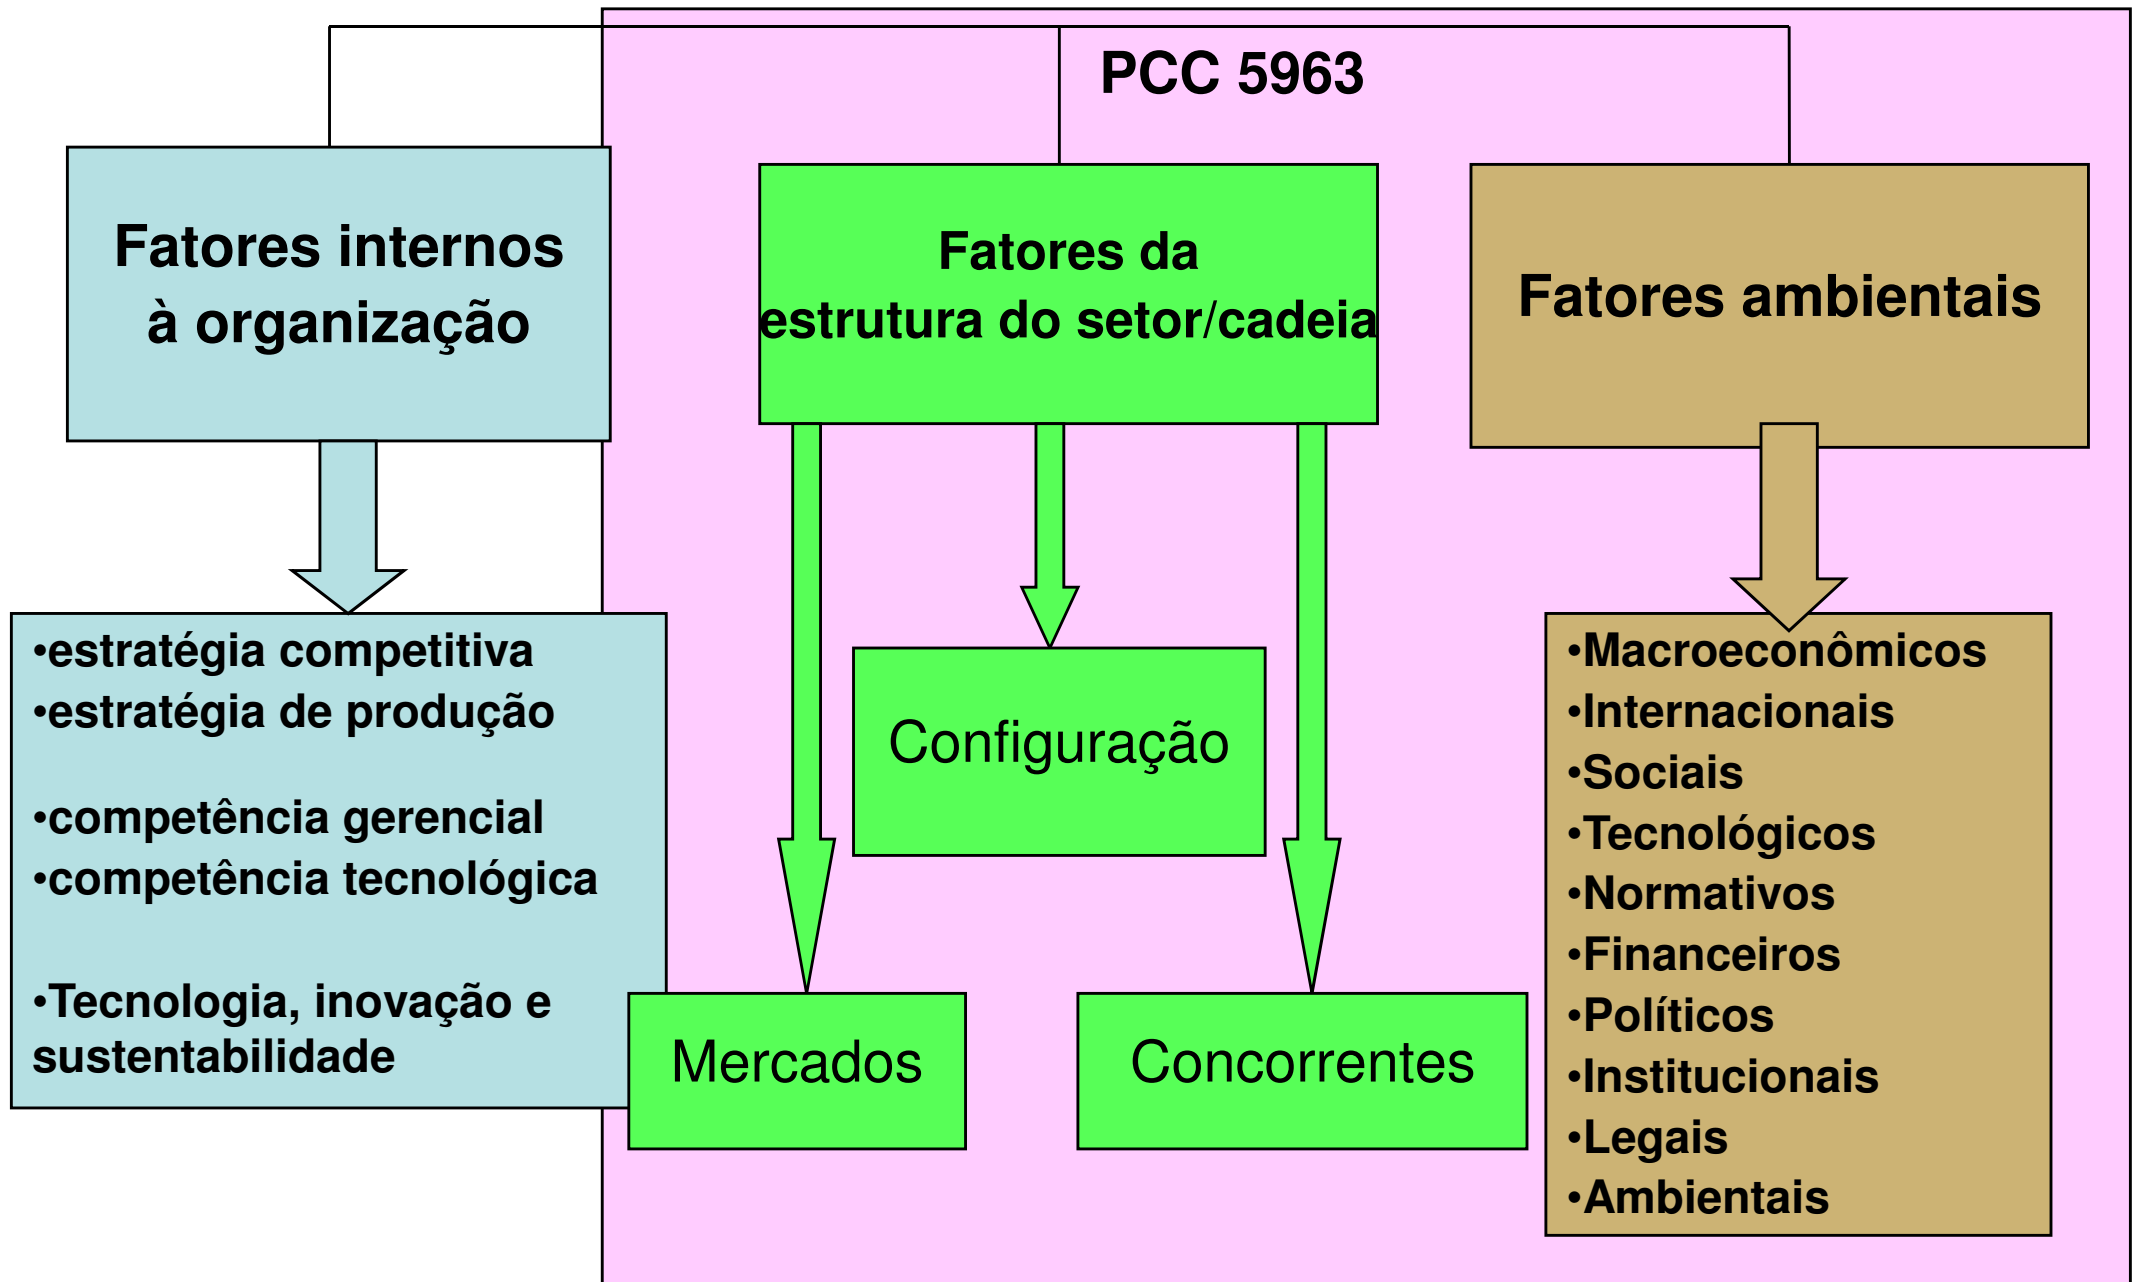 PCC 5963
Fatores internos
à organização
Fatores da
estrutura do setor/cadeia
Fatores ambientais
•estratégia competitiva
•estratégia de produção
•competência gerencial
•competência tecnológica
•Tecnologia, inovação e
sustentabilidade
Configuração
Mercados
Concorrentes
•Macroeconômicos
•Internacionais
•Sociais
•Tecnológicos
•Normativos
•Financeiros
•Políticos
•Institucionais
•Legais
•Ambientais